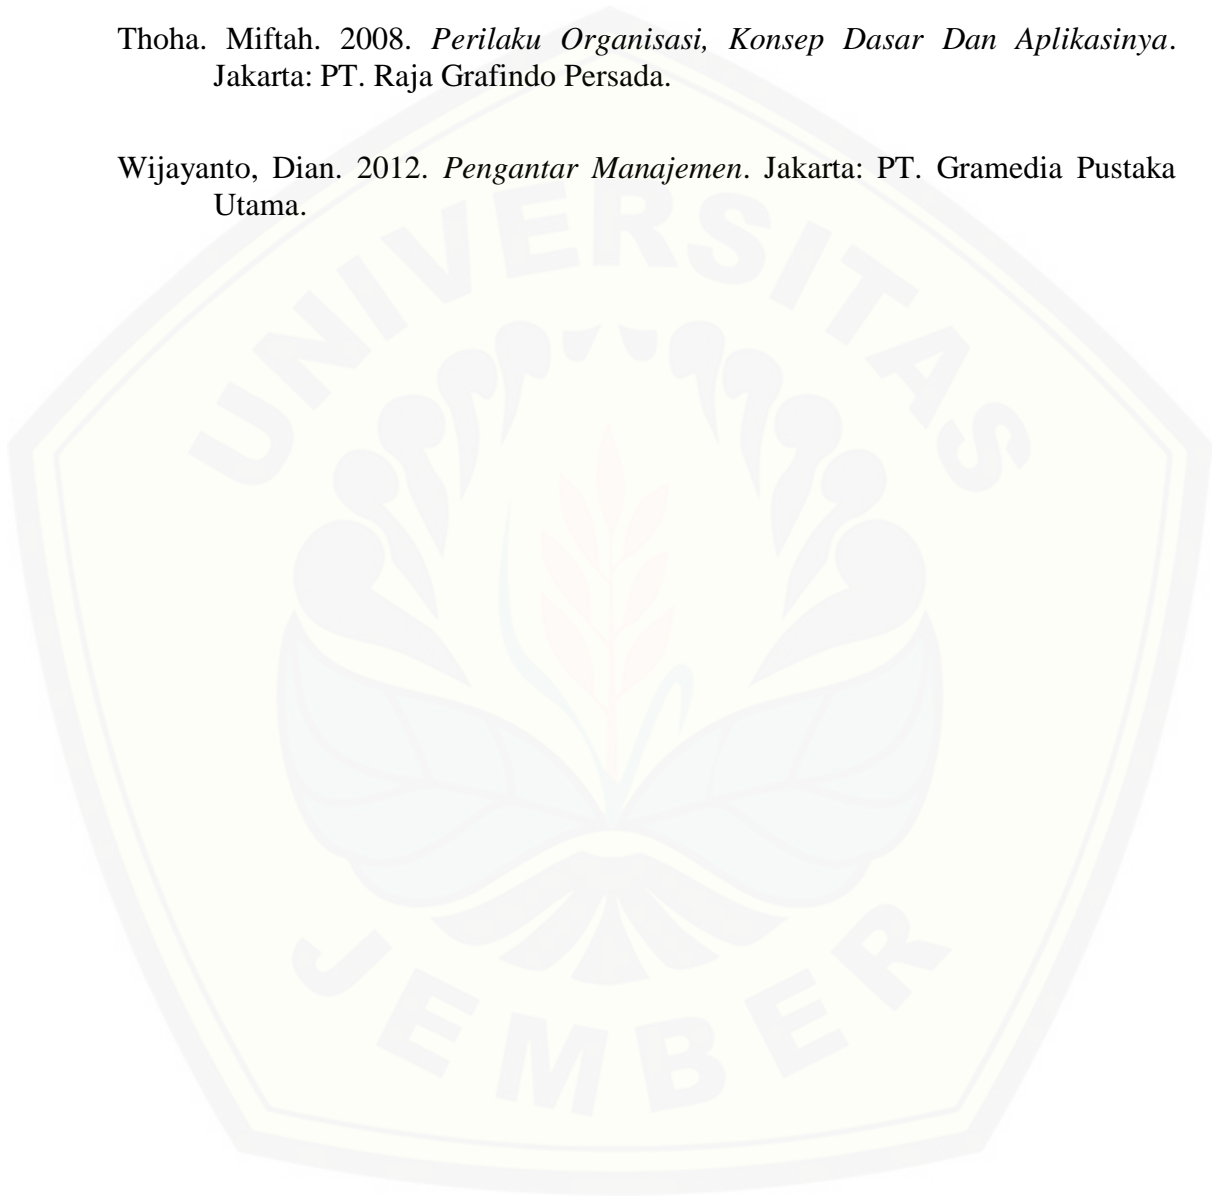 Thoha. Miftah. 2008. Perilaku Organisasi, Konsep Dasar Dan Aplikasinya.
Jakarta: PT. Raja Grafindo Persada.
Wijayanto, Dian. 2012. Pengantar Manajemen. Jakarta: PT. Gramedia Pustaka
Utama.
UNIVERSITAS
JEMBER